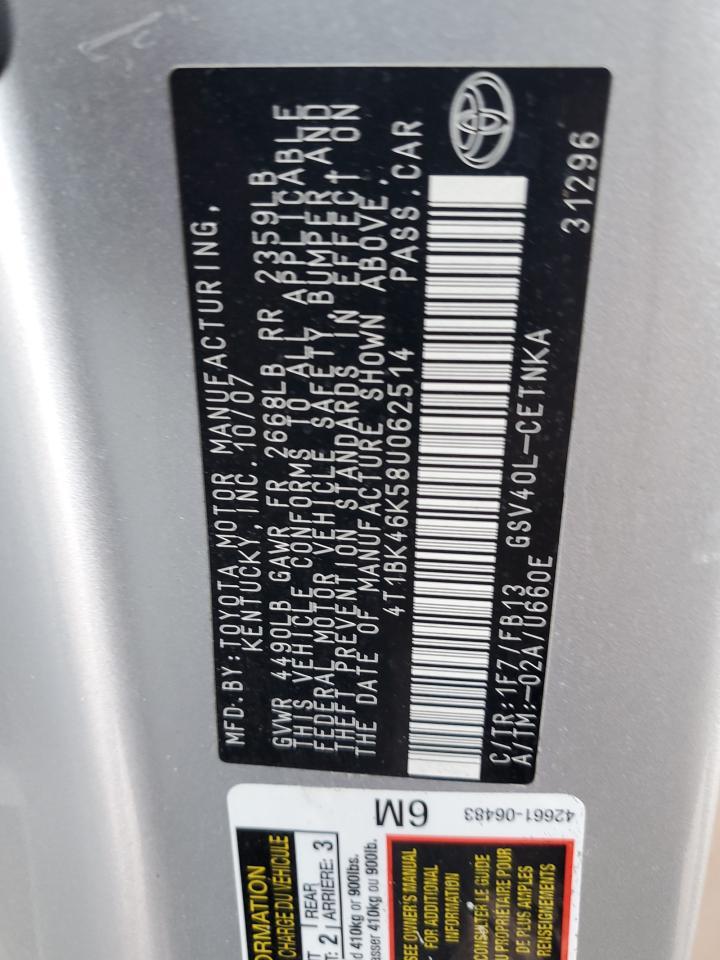 MFD.BY:TOYOTA MOTOR MANUFACTURING,
KENTUCKY, INC. 10/07
GVWR 4490LB GAWR FR 2668LB RR 2359LB
THIS VEHICLE CONFORMS TO ALL APPLICABLE
FEDERAL MOTOR VEHICLE SAFETY, BUMPER AND
THEFT PREVENTION STANDARDS IN EFFECT ON
THE DATE OF MANUFACTURE SHOWN ABOVE.
4T1BK46K58U062514 PASS.CAR
C/TR:1F7/FB13
A/TM:-02A/U660E GSV40L-CETNKA
31296
ORMATION
CHARGE DU VÉHICULE
2 REAR
ARRIÈRE: 3
d 410kg or 900lbs.
asser 410kg ou 900lb.
6M
42661-06483
SEE OWNER'S MANUAL
FOR ADDITIONAL
INFORMATION
CONSULTER LE GUIDE
DU PROPRIÉTAIRE POUR
DE PLUS AMPLES
RENSEIGNEMENTS